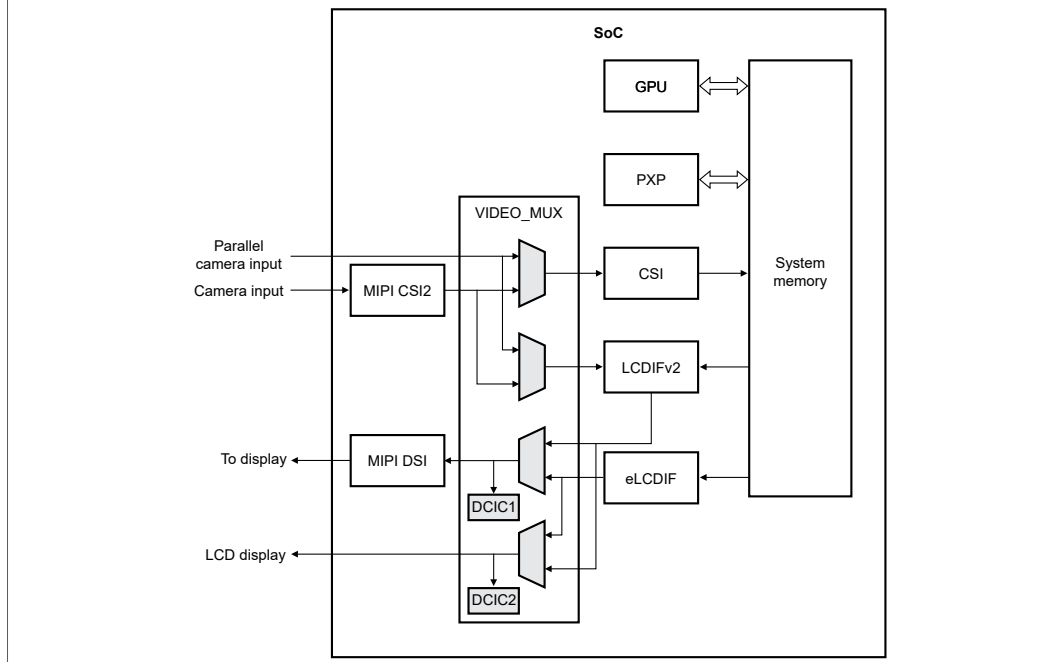 SoC
GPU
PXP
VIDEO_MUX
Parallel
camera input
CSI
System
memory
Camera input
MIPI CSI2
LCDIFv2
To display
MIPI DSI
eLCDIF
DCIC1
LCD display
DCIC2